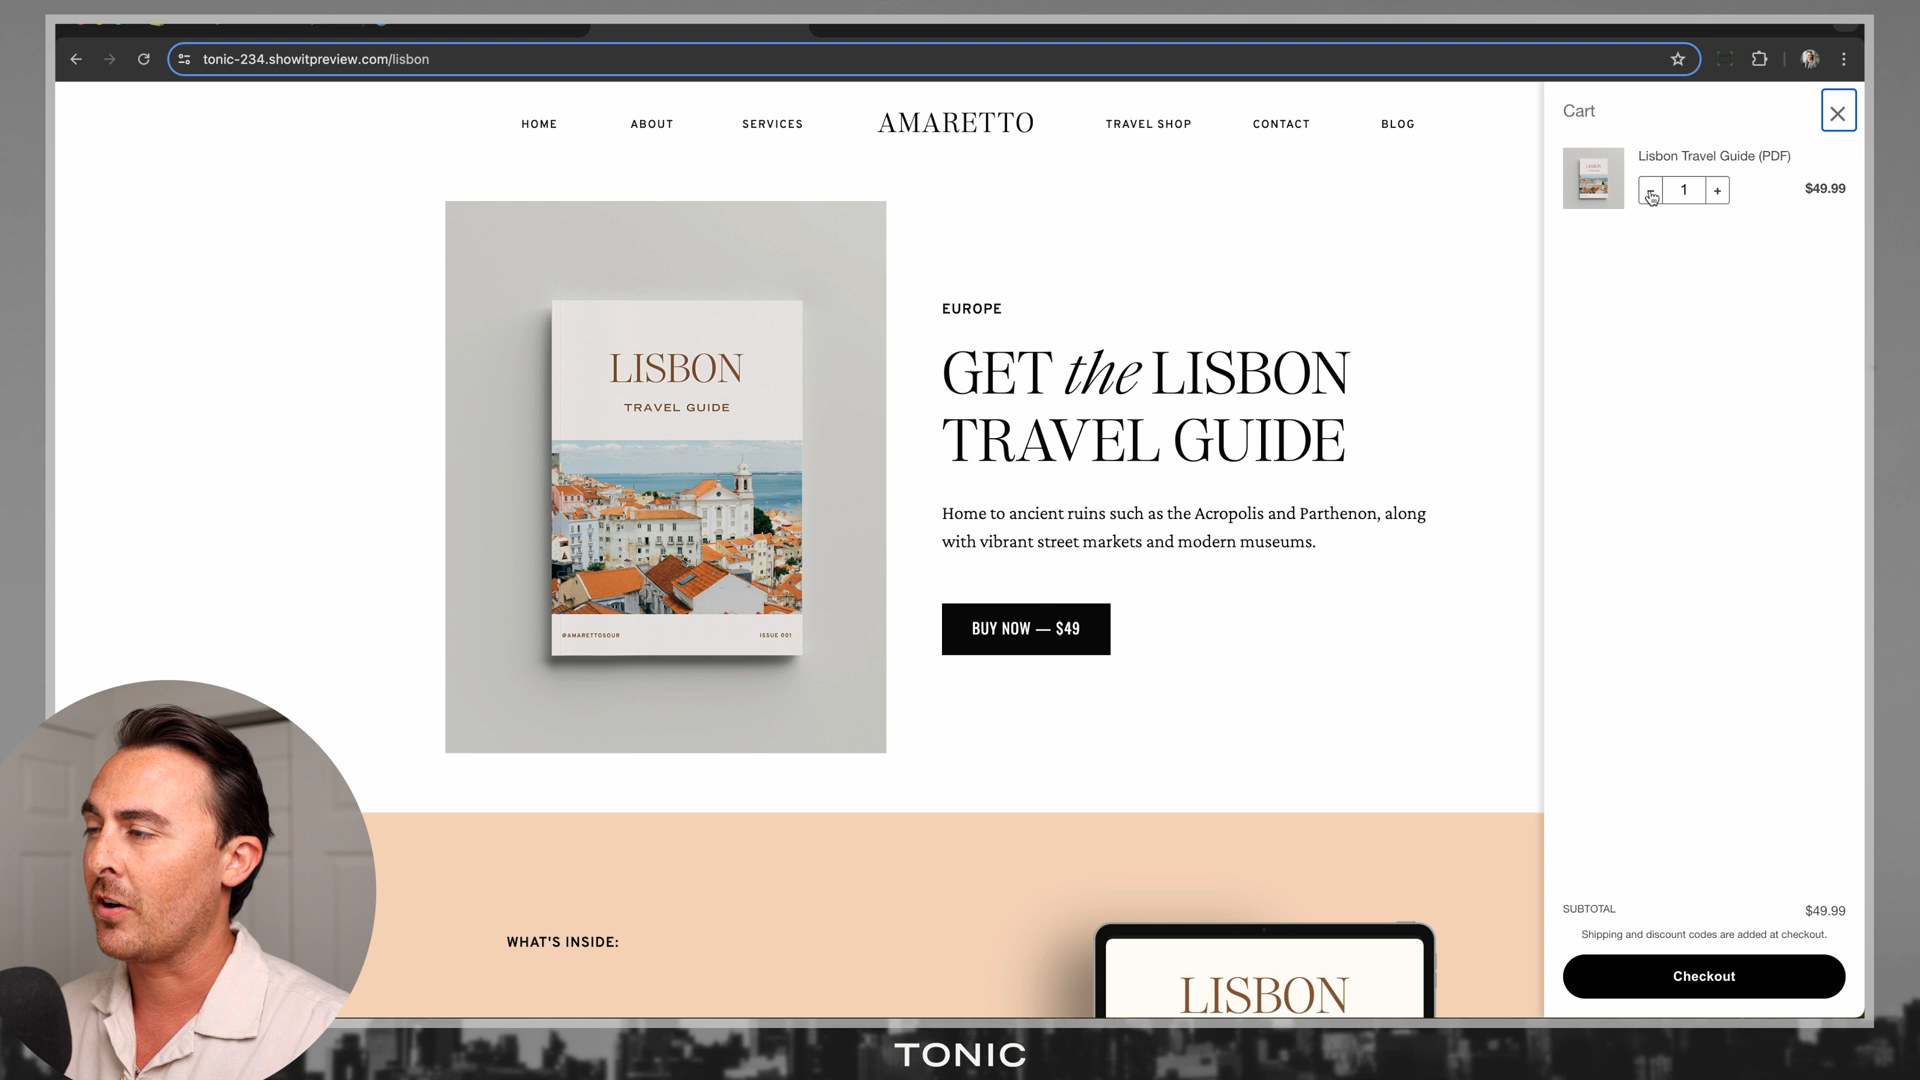 tonic-234.showitpreview.com/lisbon
HOME
ABOUT
SERVICES
AMARETTO
TRAVEL SHOP
CONTACT
BLOG
Cart
Lisbon Travel Guide (PDF)
1
+
$49.99
LISBON
TRAVEL GUIDE
@AMARETTOSOUR
ISSUE 001
EUROPE
GET the LISBON
TRAVEL GUIDE
Home to ancient ruins such as the Acropolis and Parthenon, along
with vibrant street markets and modern museums.
BUY NOW — $49
WHAT'S INSIDE:
LISBON
SUBTOTAL
$49.99
Shipping and discount codes are added at checkout.
Checkout
TONIC